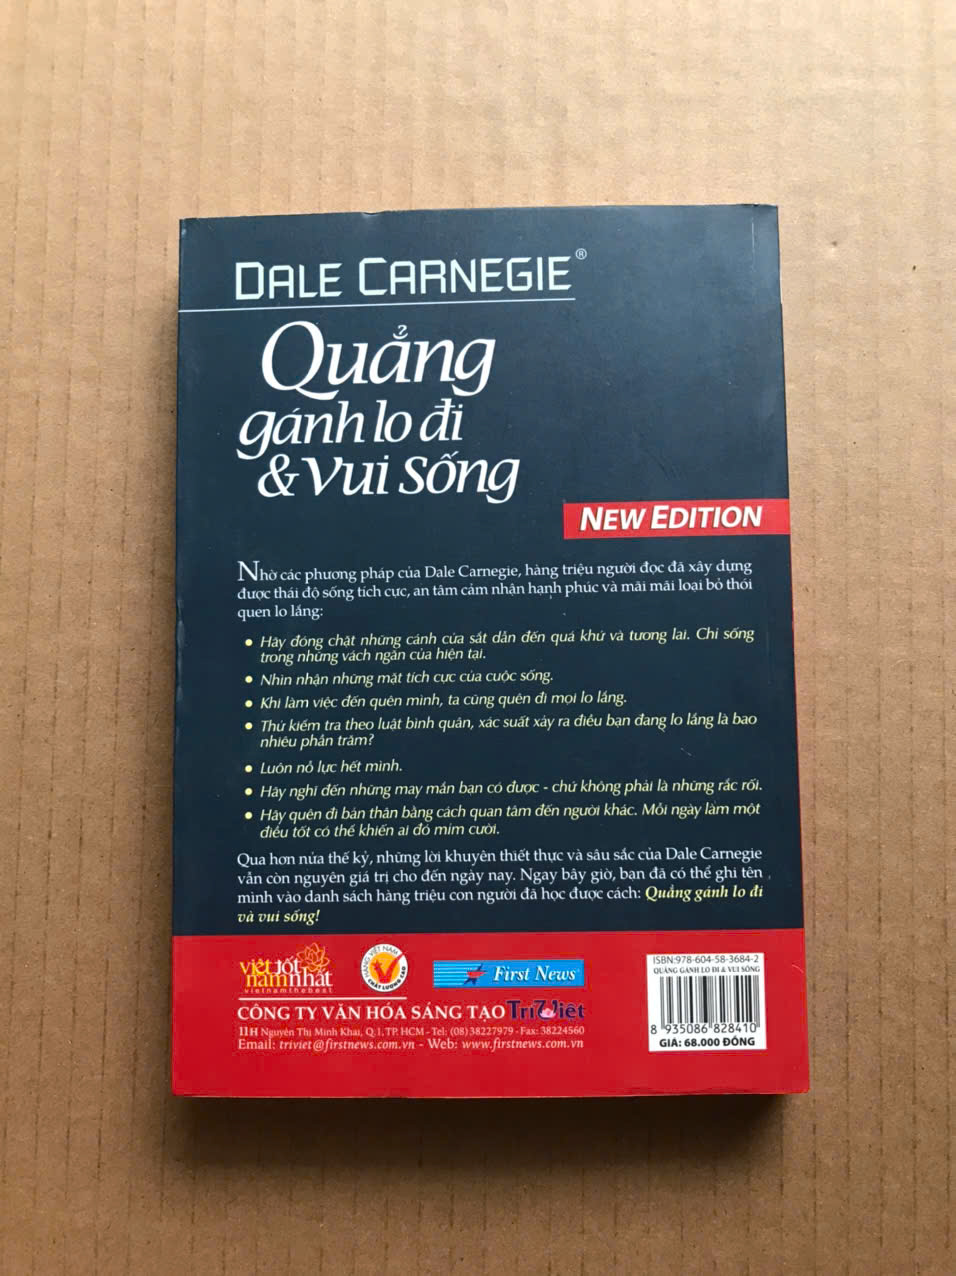 DALE CARNEGIE®
Quẳng
gánh lo đi
& Vui Sống
NEW EDITION
Nhờ các phương pháp của Dale Carnegie, hàng triệu người đọc đã xây dựng
được thái độ sống tích cực, an tâm cảm nhận hạnh phúc và mãi mãi loại bỏ thói
quen lo lắng:
• Hãy đóng chặt những cánh cửa sắt dẫn đến quá khứ và tương lai. Chỉ sống
trong những vách ngăn của hiện tại.
• Nhìn nhận những mặt tích cực của cuộc sống.
• Khi làm việc đến quên mình, ta cũng quên đi mọi lo lắng.
• Thử kiểm tra theo luật bình quân, xác suất xảy ra điều bạn đang lo lắng là bao
nhiêu phần trăm?
• Luôn nỗ lực hết mình.
• Hãy nghĩ đến những may mắn bạn có được - chứ không phải là những rắc rối.
• Hãy quên đi bản thân bằng cách quan tâm đến người khác. Mỗi ngày làm một
điều tốt có thể khiến ai đó mỉm cười.
Qua hơn nửa thế kỷ, những lời khuyên thiết thực và sâu sắc của Dale Carnegie
vẫn còn nguyên giá trị cho đến ngày nay. Ngay bây giờ, bạn đã có thể ghi tên
mình vào danh sách hàng triệu con người đã học được cách: Quẳng gánh lo đi
và vui sống!
việt tốt
nam nhất
vietnamthebest
HÀNG VIỆT NAM
CHẤT LƯỢNG CAO
First News
CÔNG TY VĂN HÓA SÁNG TẠO Trí Việt
11H Nguyễn Thị Minh Khai, Q.1, TP. HCM - Tel: (08) 38227979 - Fax: 38224560
Email: triviet@firstnews.com.vn - Web: www.firstnews.com.vn
ISBN:978-604-58-3684-2
QUẲNG GÁNH LO ĐI & VUI SỐNG
8 935086 828410
GIÁ: 68.000 ĐỒNG